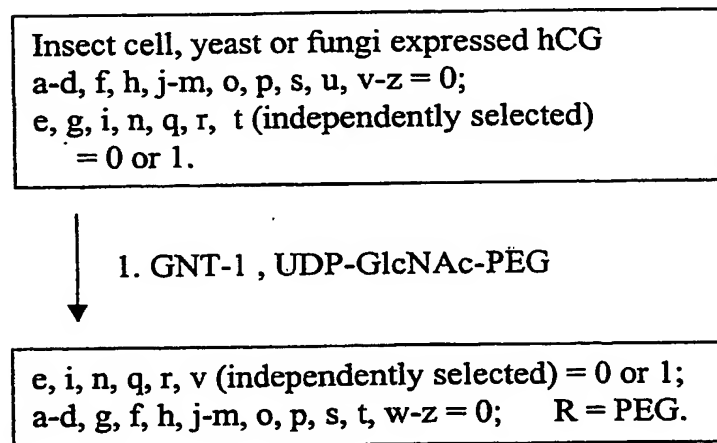 Insect cell, yeast or fungi expressed hCG
a-d, f, h, j-m, o, p, s, u, v-z = 0;
e, g, i, n, q, r, t (independently selected)
= 0 or 1.
1. GNT-1 , UDP-GlcNAc-PEG
e, i, n, q, r, v (independently selected) = 0 or 1;
a-d, g, f, h, j-m, o, p, s, t, w-z = 0; R = PEG.